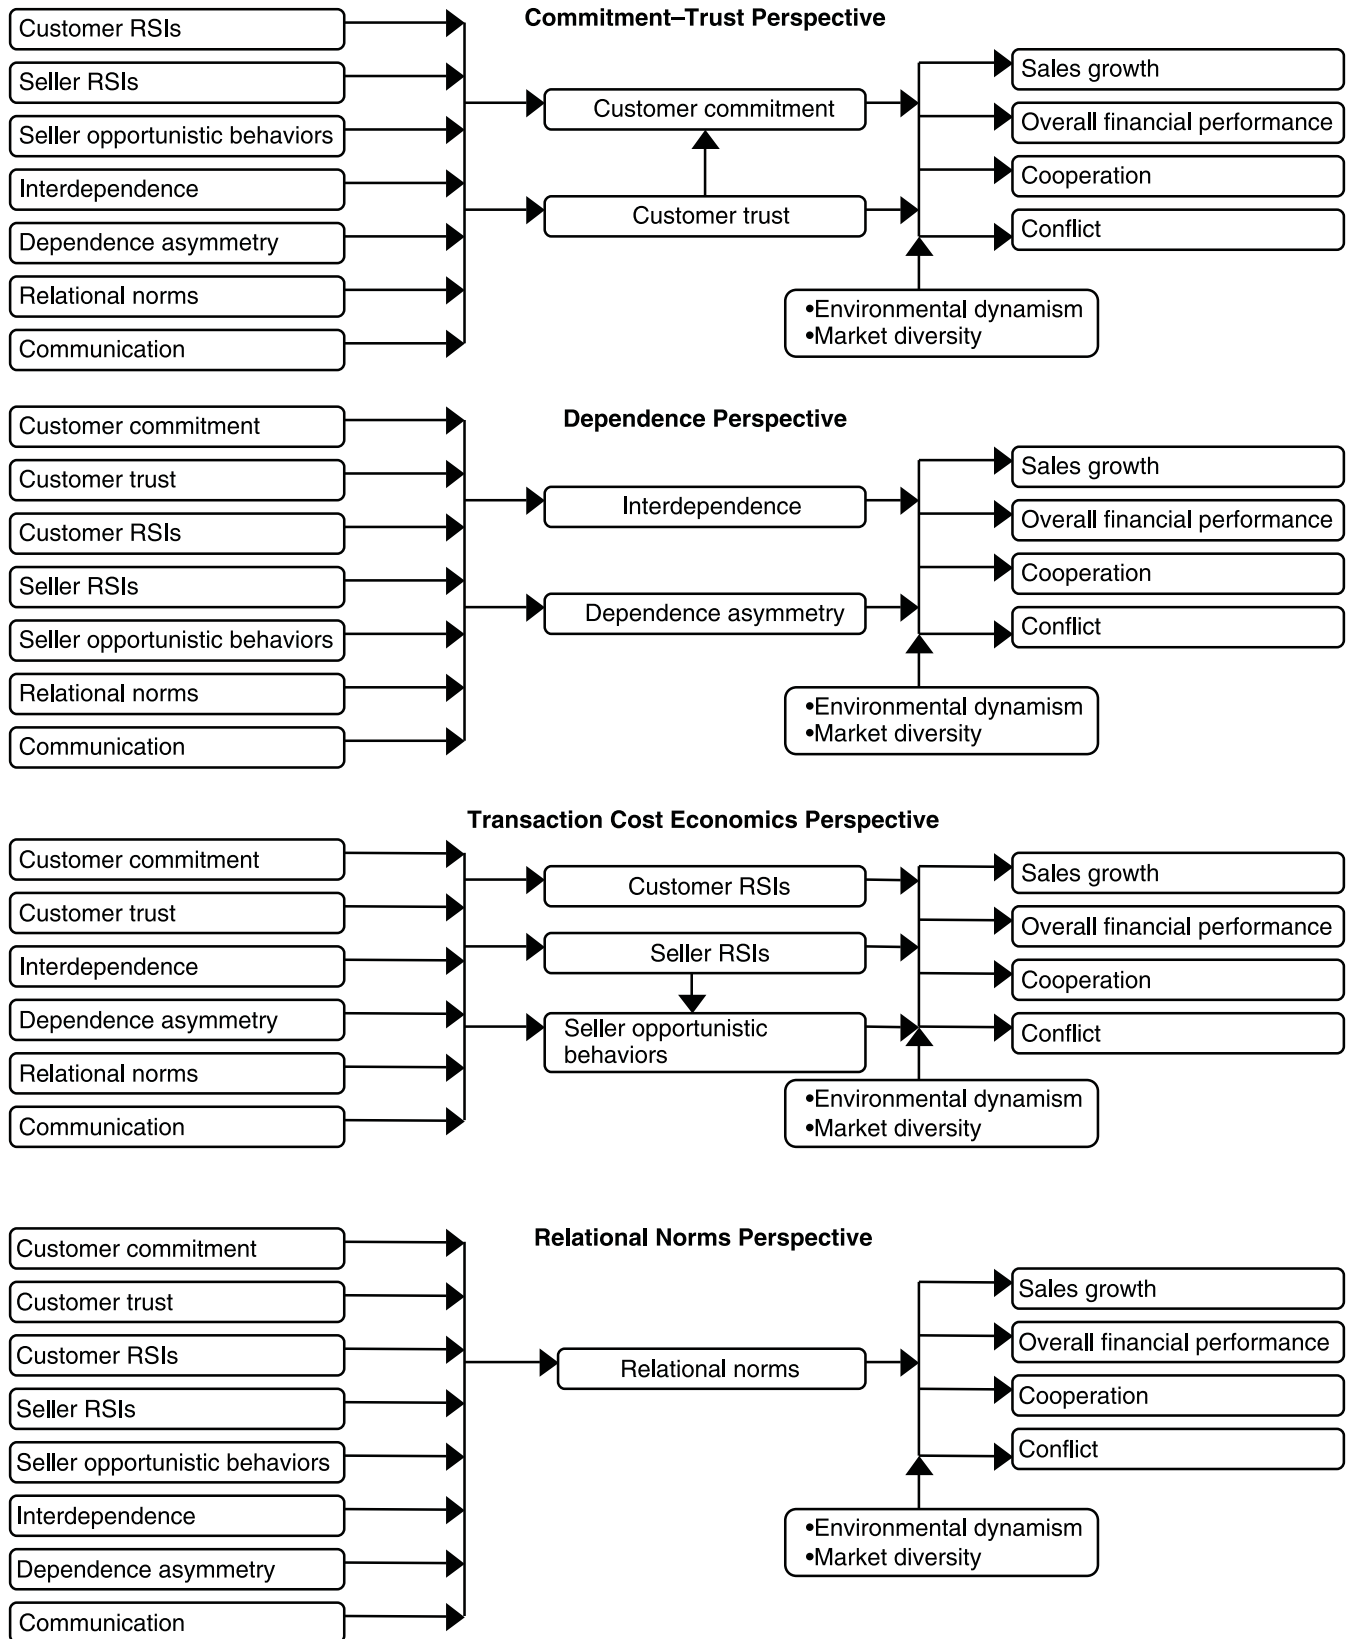 Commitment–Trust Perspective
Customer RSIs
Seller RSIs
Seller opportunistic behaviors
Interdependence
Dependence asymmetry
Relational norms
Communication
Customer commitment
Customer trust
Sales growth
Overall financial performance
Cooperation
Conflict
•Environmental dynamism
•Market diversity
Dependence Perspective
Customer commitment
Customer trust
Customer RSIs
Seller RSIs
Seller opportunistic behaviors
Relational norms
Communication
Interdependence
Dependence asymmetry
Sales growth
Overall financial performance
Cooperation
Conflict
•Environmental dynamism
•Market diversity
Transaction Cost Economics Perspective
Customer commitment
Customer trust
Interdependence
Dependence asymmetry
Relational norms
Communication
Customer RSIs
Seller RSIs
Seller opportunistic
behaviors
Sales growth
Overall financial performance
Cooperation
Conflict
•Environmental dynamism
•Market diversity
Relational Norms Perspective
Customer commitment
Customer trust
Customer RSIs
Seller RSIs
Seller opportunistic behaviors
Interdependence
Dependence asymmetry
Communication
Relational norms
Sales growth
Overall financial performance
Cooperation
Conflict
•Environmental dynamism
•Market diversity